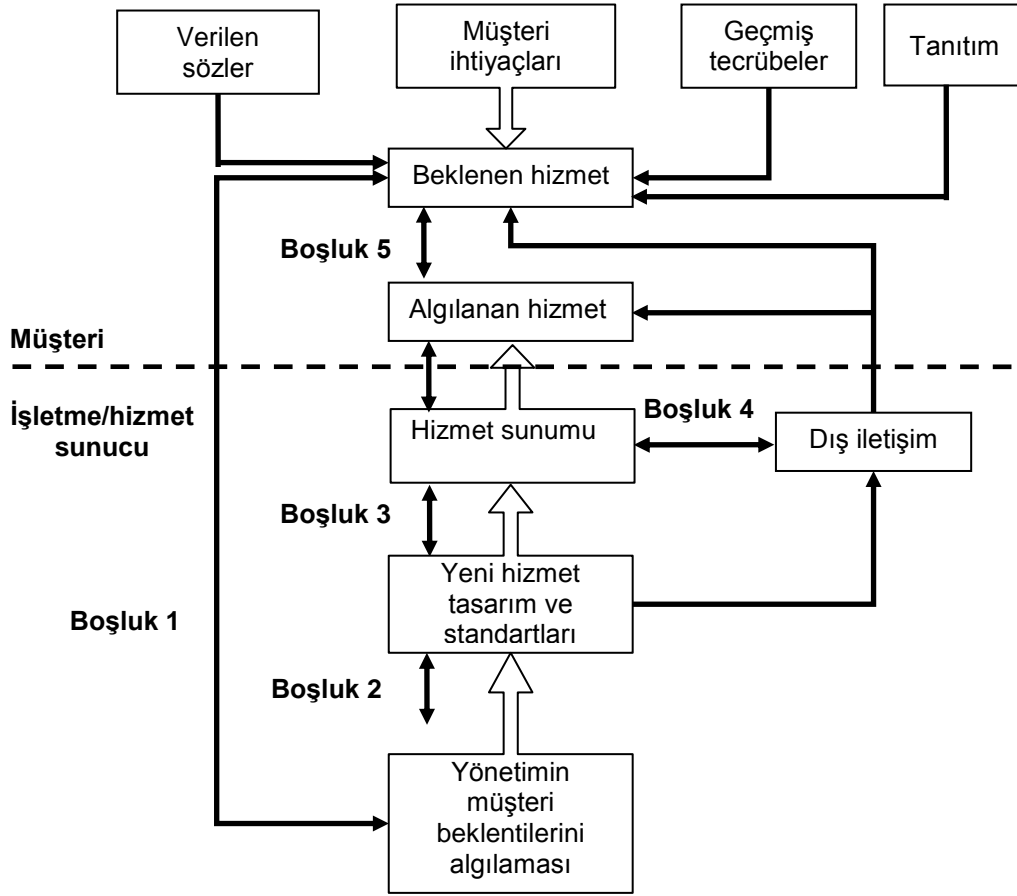 Verilen
sözler
Müşteri
ihtiyaçları
Geçmiş
tecrübeler
Tanıtım
Beklenen hizmet
Boşluk 5
Algılanan hizmet
Müşteri
İşletme/hizmet
sunucu
Hizmet sunumu
Boşluk 4
Dış iletişim
Boşluk 3
Yeni hizmet
tasarım ve
standartları
Boşluk 1
Boşluk 2
Yönetimin
müşteri
beklentilerini
algılaması